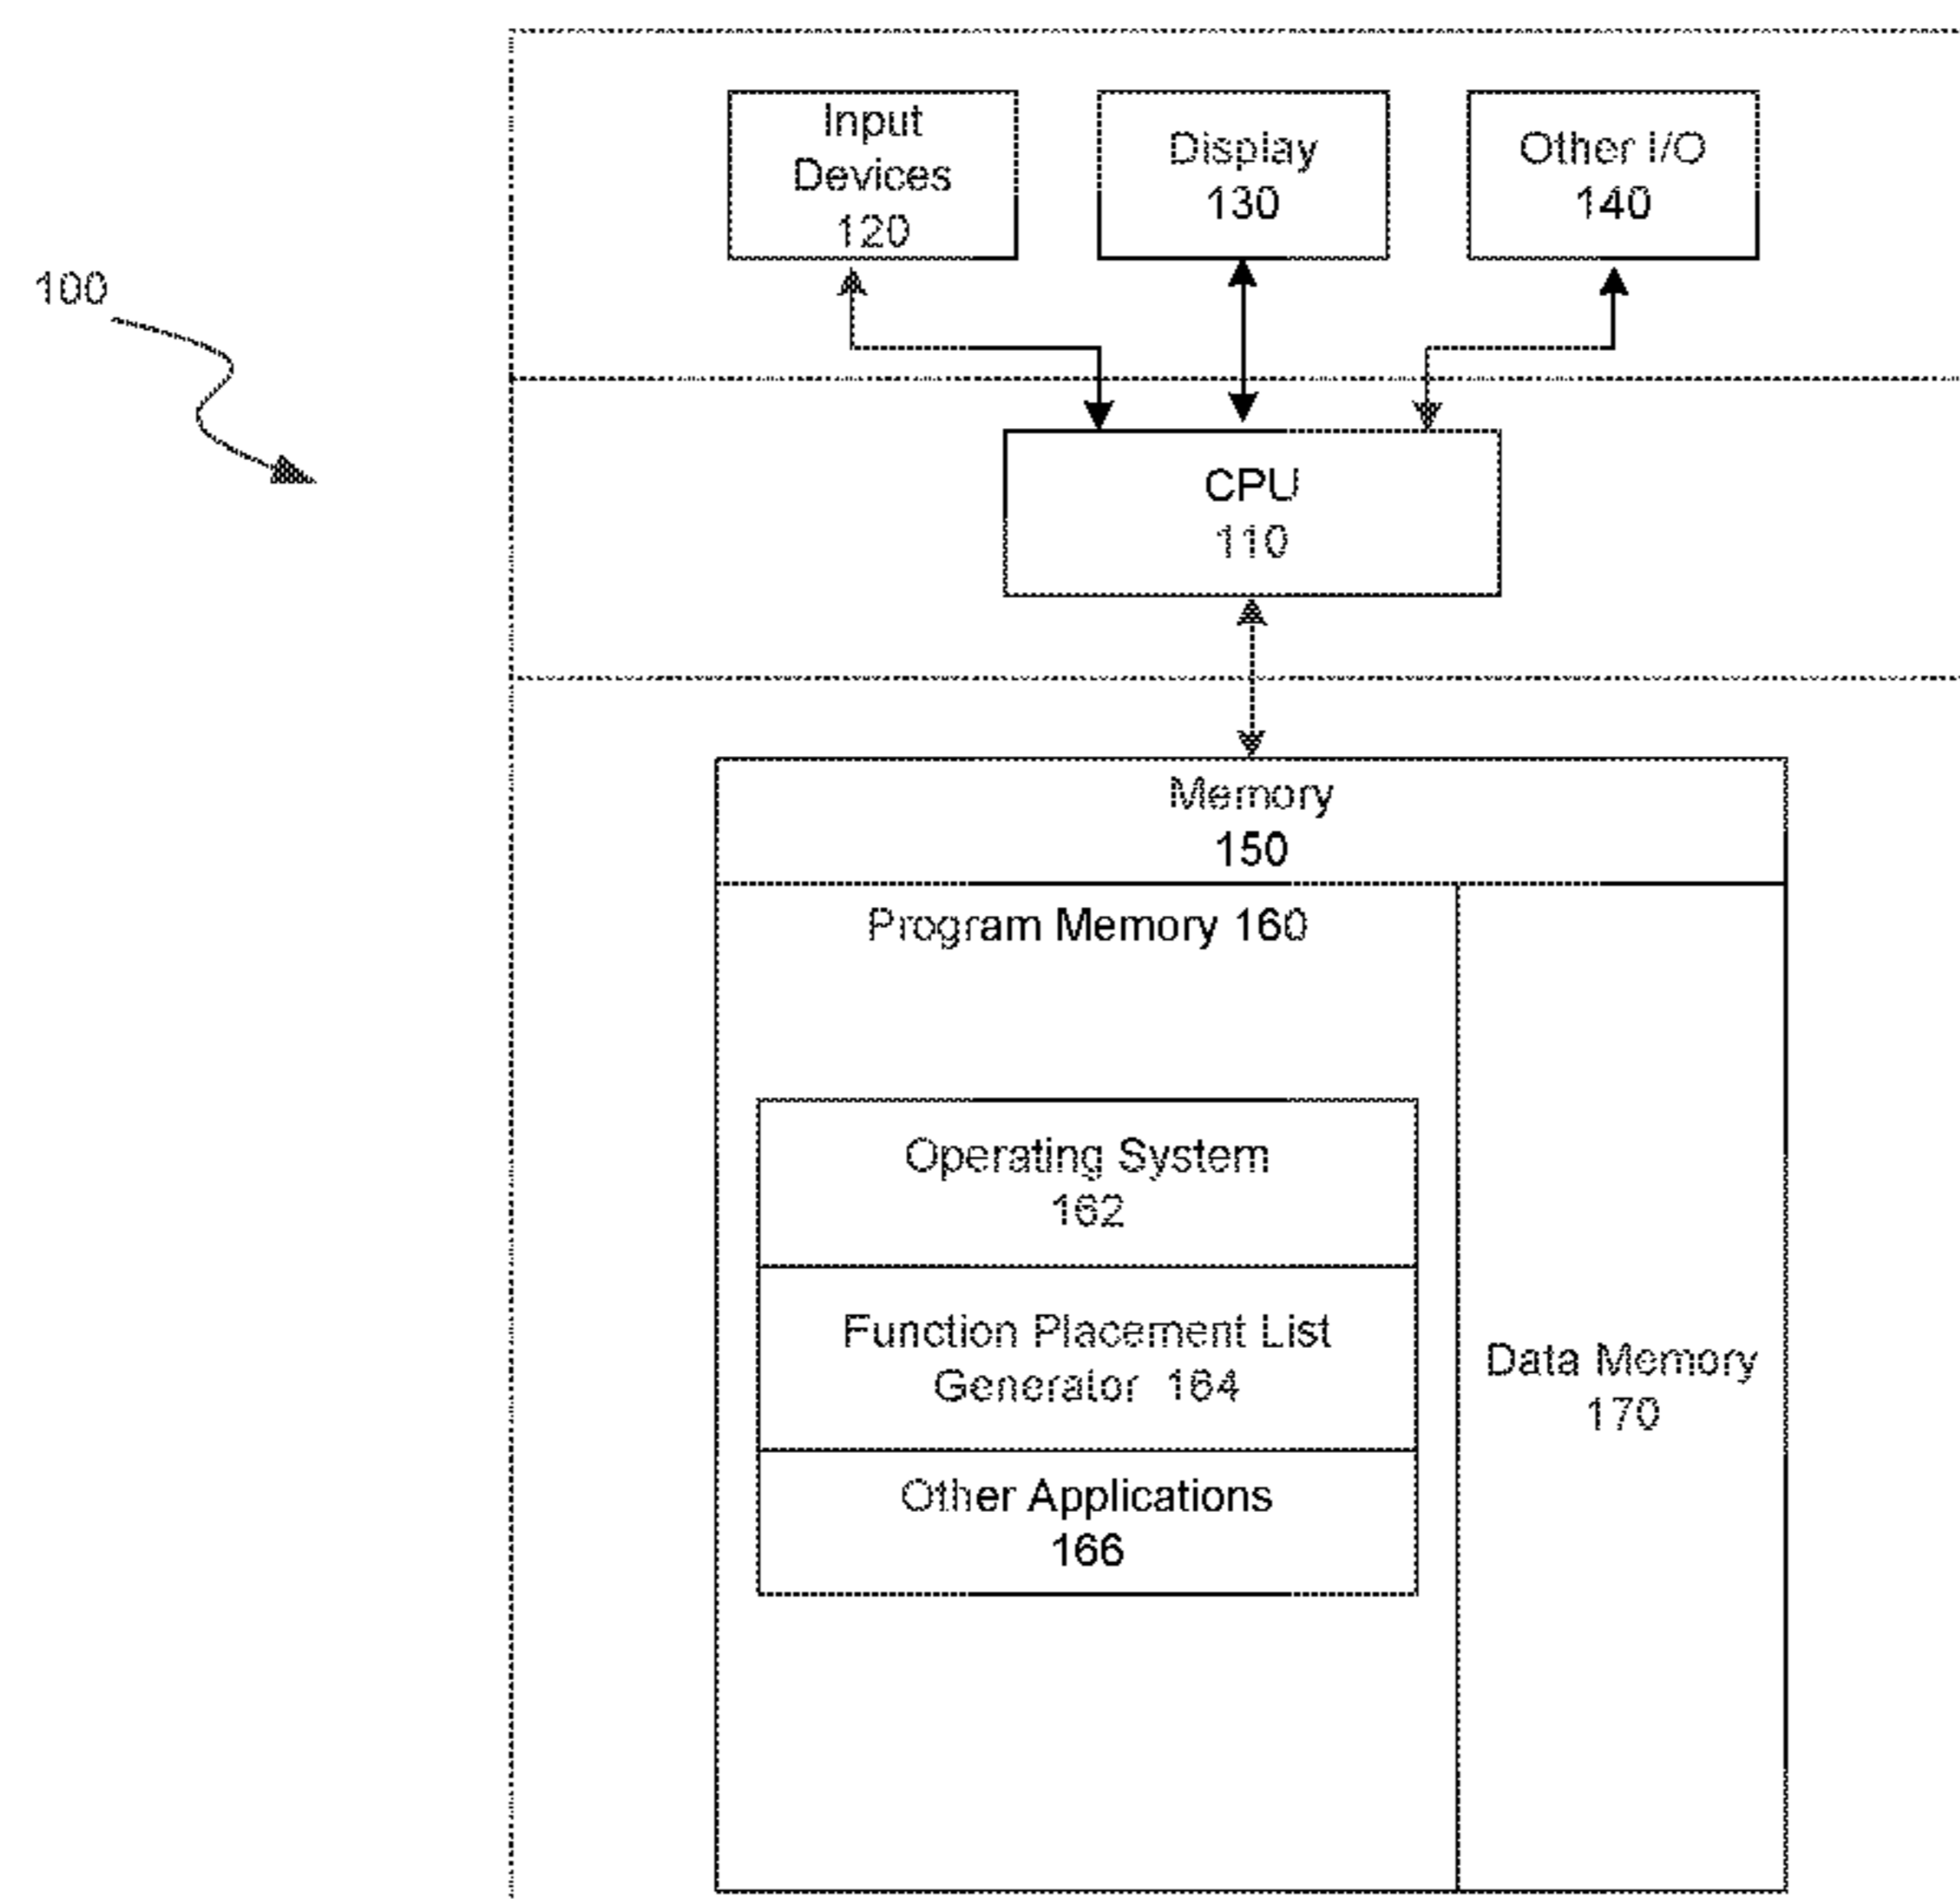 Input
Devices
120
Display
130
Other I/O
140
100
CPU
110
Memory
150
Program Memory 160
Operating System
162
Function Placement List
Generator 164
Other Applications
166
Data Memory
170